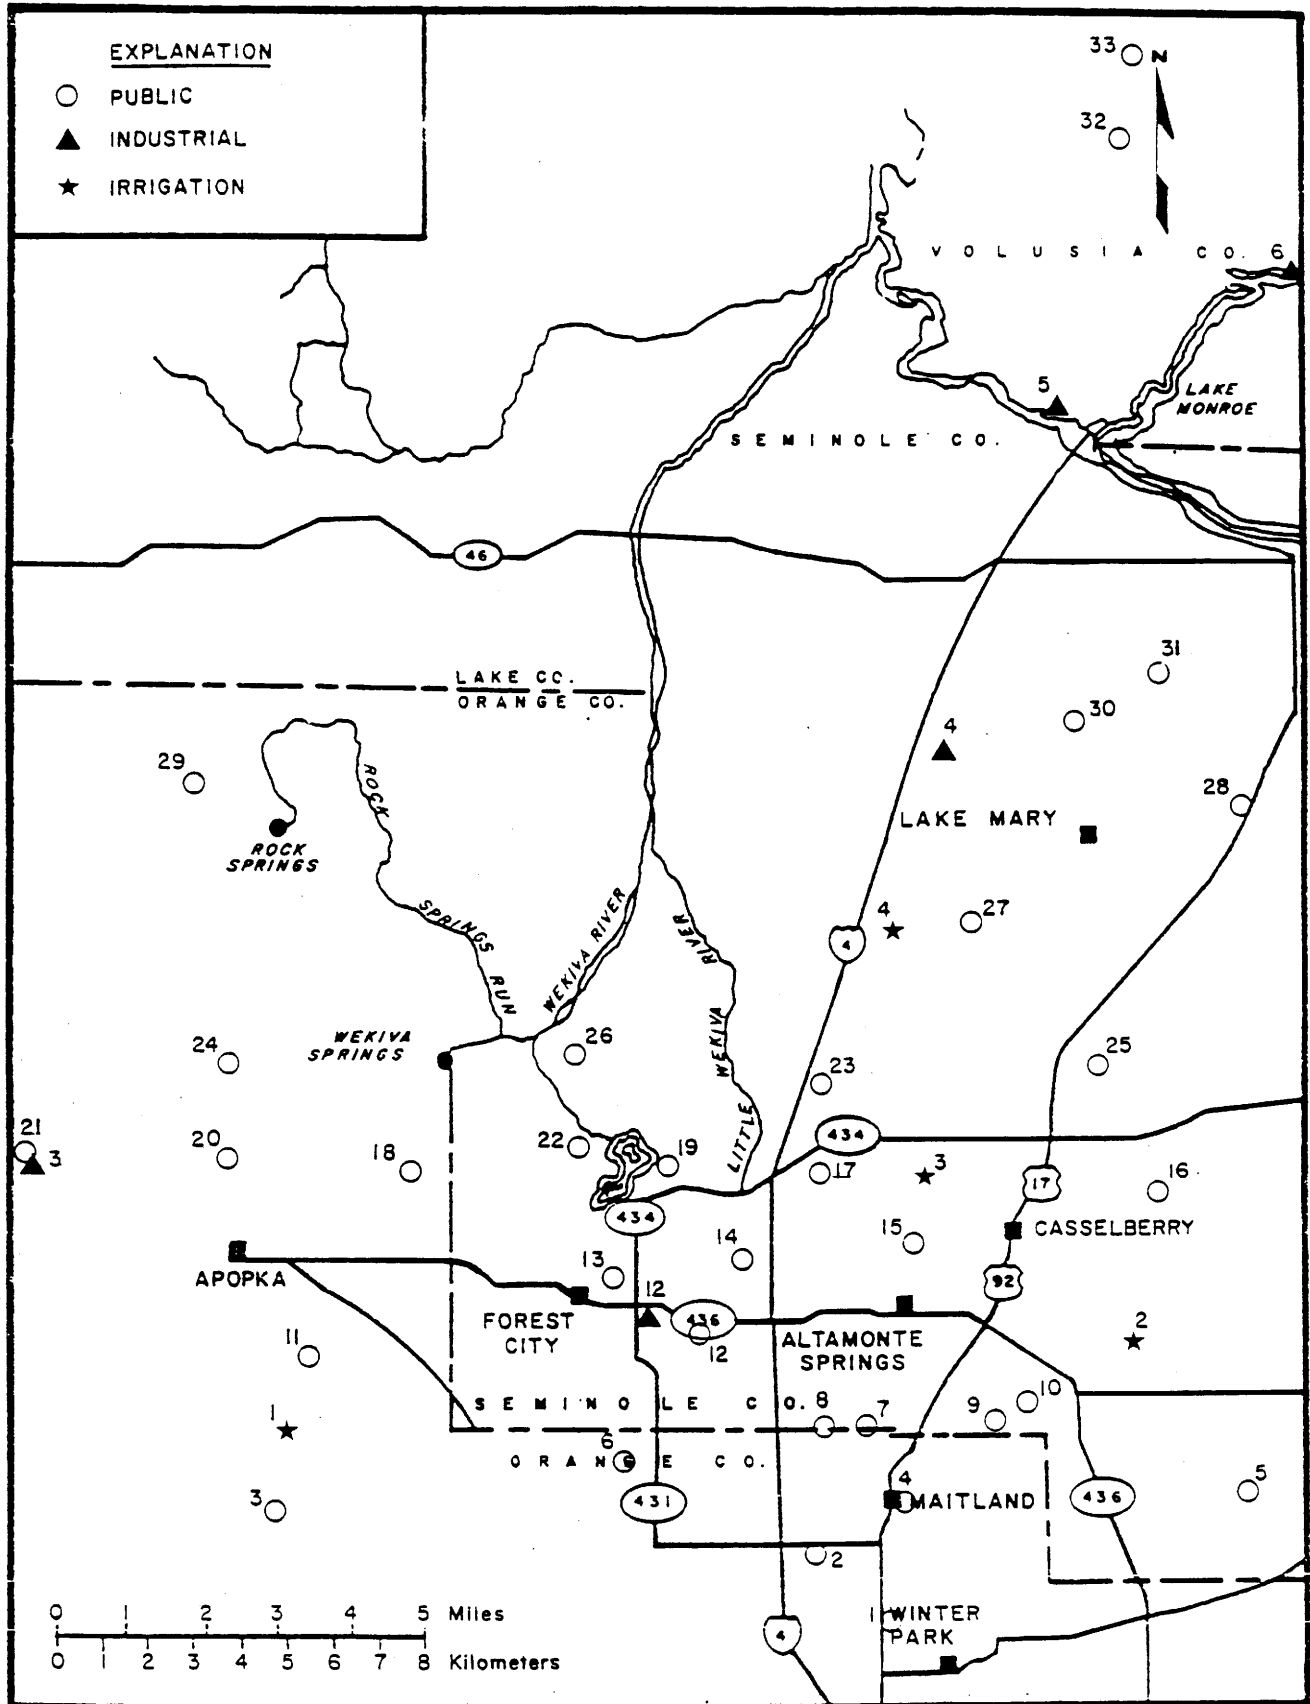 EXPLANATION
PUBLIC
INDUSTRIAL
IRRIGATION
33
N
32
VOLUSIA CO.
6
5
LAKE
MONROE
SEMINOLE CO.
46
31
LAKE CO.
ORANGE CO.
30
4
29
ROCK
28
LAKE MARY
ROCK
SPRINGS
SPRINGS
RUN
WEKIVA RIVER
RIVER
WEKIVA
LITTLE
4
27
4
WEKIVA
SPRINGS
26
24
25
23
21
3
20
18
22
19
434
17
3
17
16
434
15
CASSELBERRY
14
13
APOPKA
12
92
436
FOREST
CITY
12
ALTAMONTE
SPRINGS
2
11
SEMINOLE CO.
8
7
9
10
1
6
ORANGE CO.
3
431
4
MAITLAND
436
5
2
0 1 2 3 4 5 Miles
0 1 2 3 4 5 6 7 8 Kilometers
1
WINTER
PARK
4